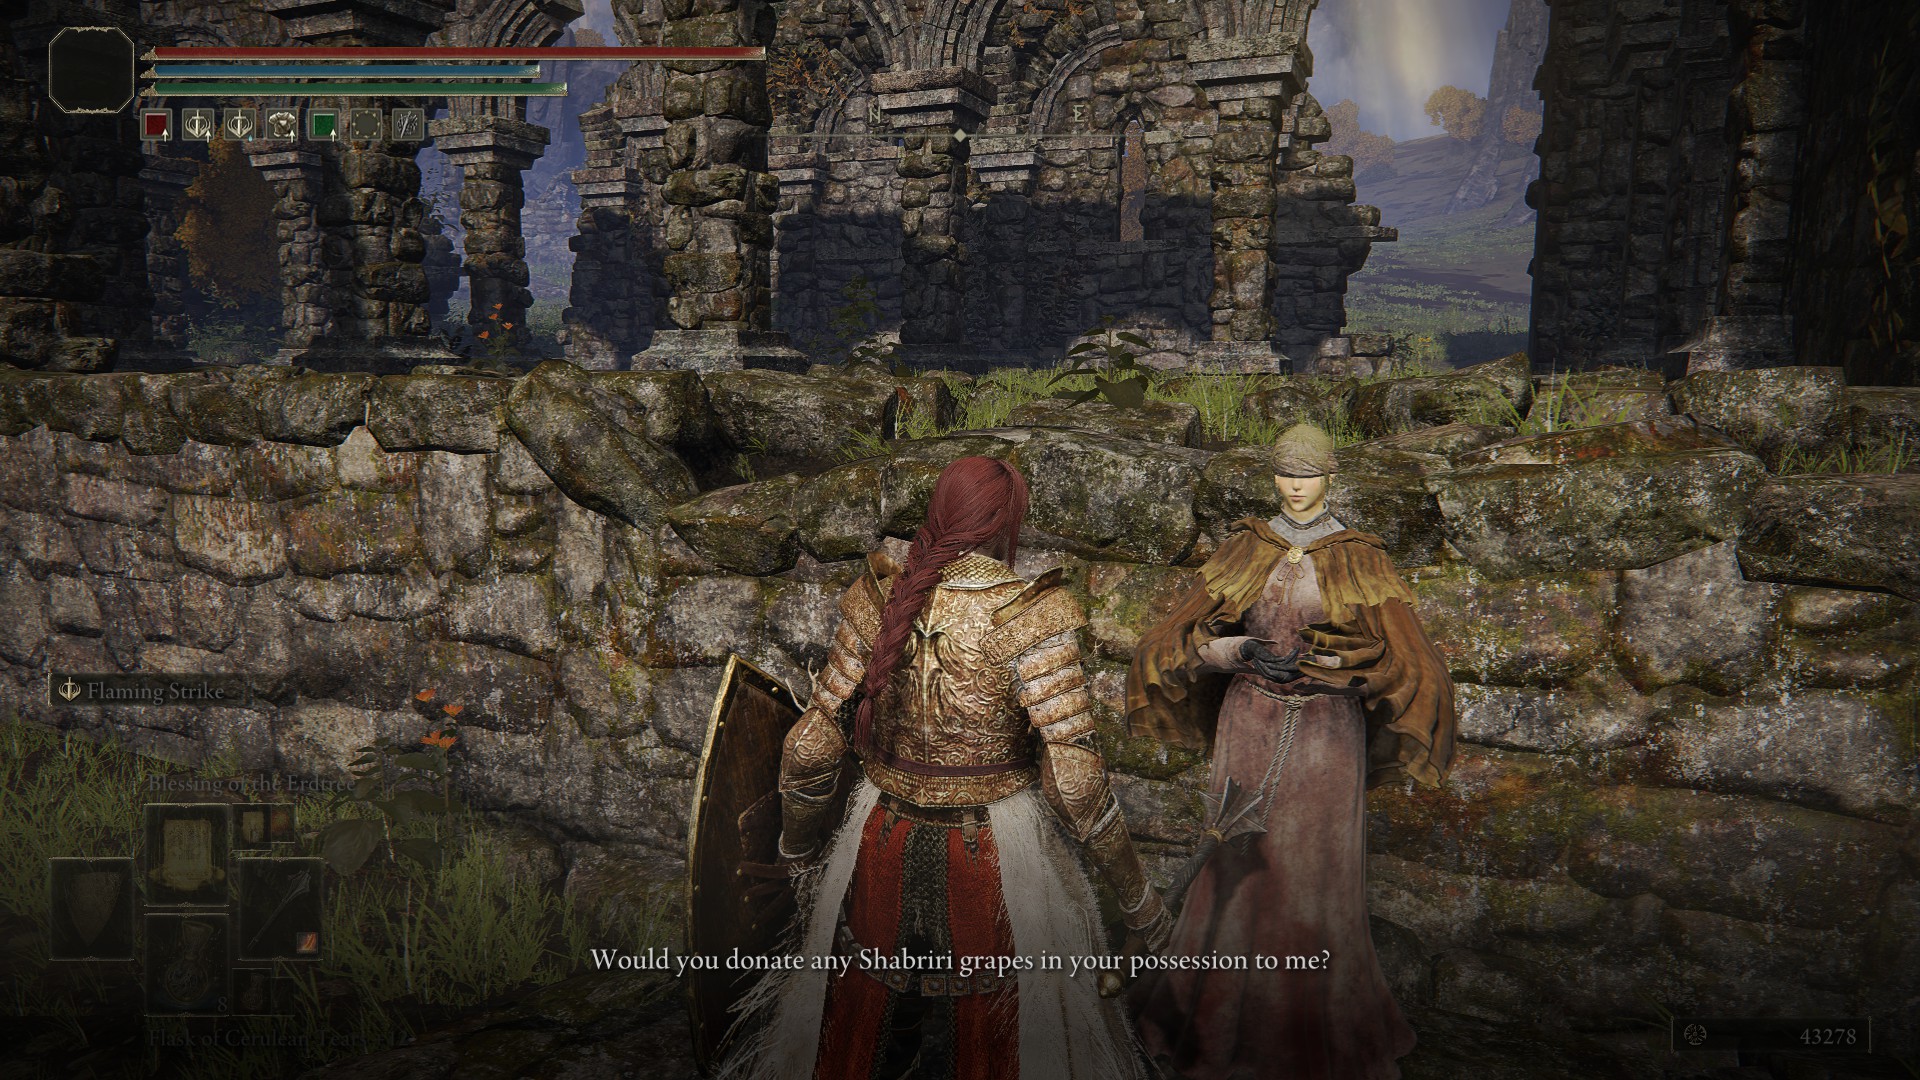 N
E
Flaming Strike
Blessing of the Erdtree
Would you donate any Shabriri grapes in your possession to me?
8
Flask of Cerulean Tears
43278